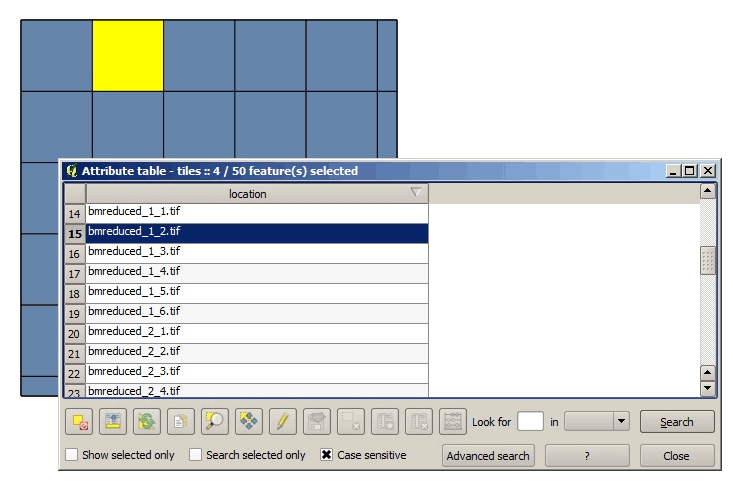 Attribute table - tiles :: 4 / 50 feature(s) selected
location
14 bmreduced_1_1.tif
15 bmreduced_1_2.tif
16 bmreduced_1_3.tif
17 bmreduced_1_4.tif
18 bmreduced_1_5.tif
19 bmreduced_1_6.tif
20 bmreduced_2_1.tif
21 bmreduced_2_2.tif
22 bmreduced_2_3.tif
23 bmreduced_2_4.tif
Look for in Search
Show selected only Search selected only Case sensitive Advanced search ? Close